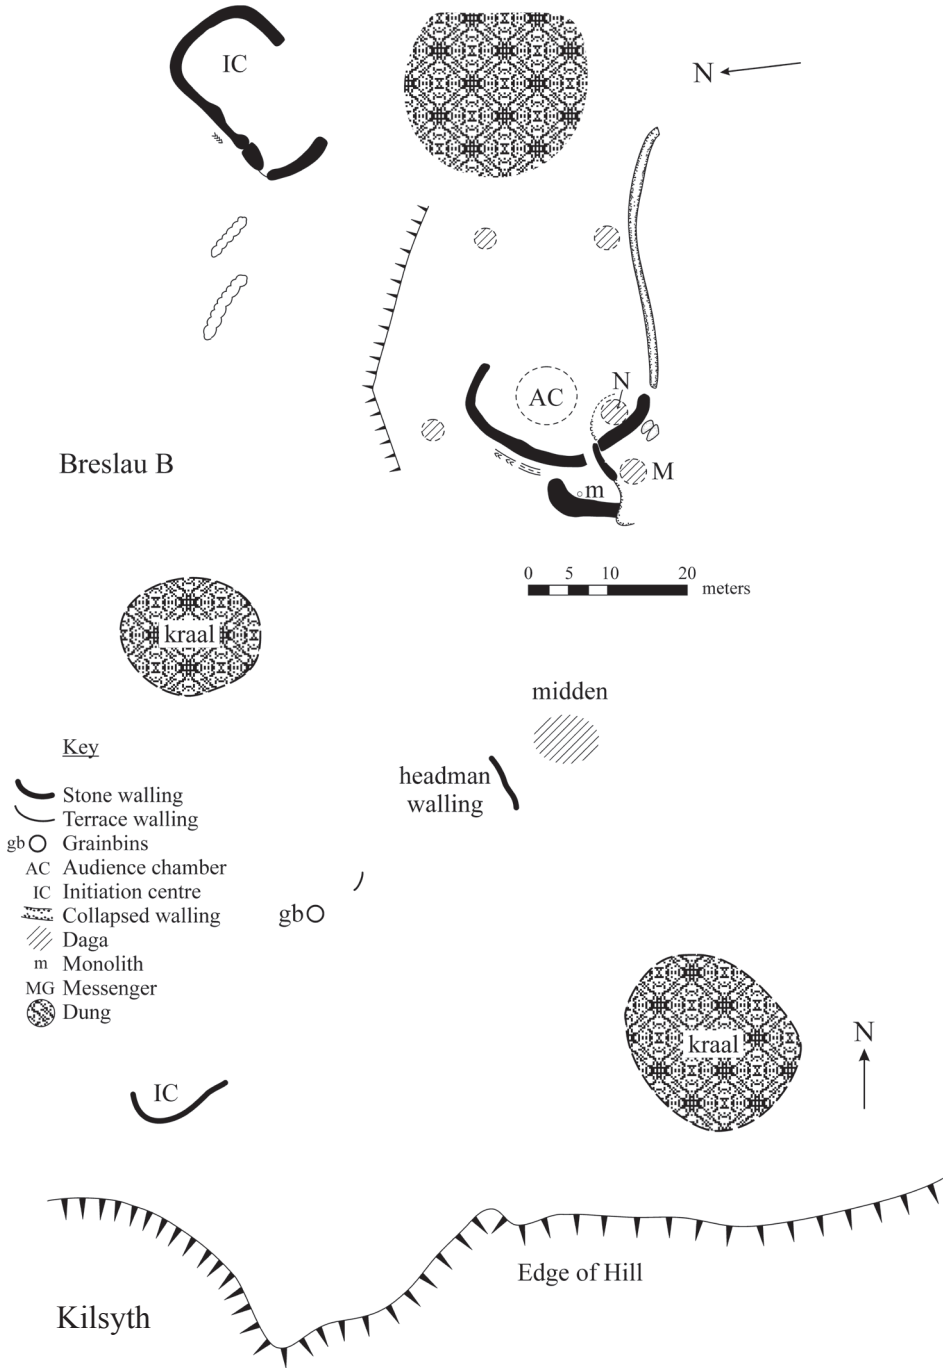 IC
N
AC
N
M
m
Breslau B
0 5 10 20 meters
kraal
midden
headman
walling
Key
Stone walling
Terrace walling
gb Grainbins
AC Audience chamber
IC Initiation centre
Collapsed walling
Daga
m Monolith
MG Messenger
Dung
gb
kraal
N
IC
Edge of Hill
Kilsyth